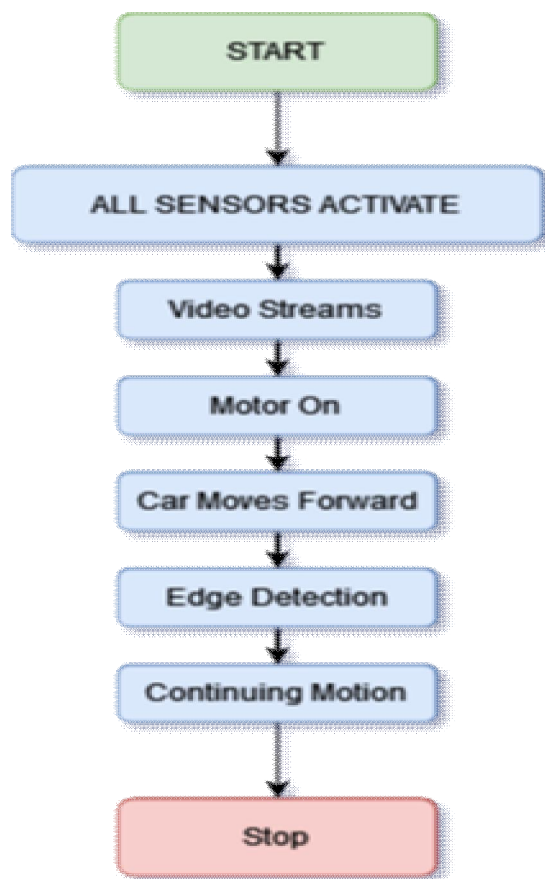 START
ALL SENSORS ACTIVATE
Video Streams
Motor On
Car Moves Forward
Edge Detection
Continuing Motion
Stop